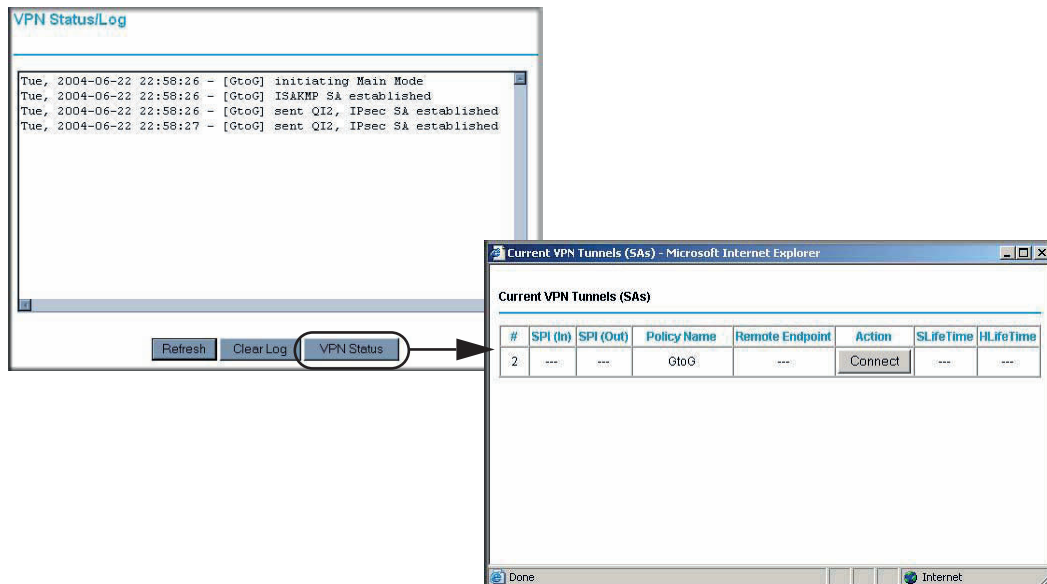 VPN Status/Log
Tue, 2004-06-22 22:58:26 - [GtoG] initiating Main Mode
Tue, 2004-06-22 22:58:26 - [GtoG] ISAKMP SA established
Tue, 2004-06-22 22:58:26 - [GtoG] sent QI2, IPsec SA established
Tue, 2004-06-22 22:58:27 - [GtoG] sent QI2, IPsec SA established
Refresh Clear Log VPN Status
Current VPN Tunnels (SAs) - Microsoft Internet Explorer
Current VPN Tunnels (SAs)
# SPI (In) SPI (Out) Policy Name Remote Endpoint Action SLifeTime HLifeTime
2 --- --- GtoG --- Connect --- ---
Done Internet